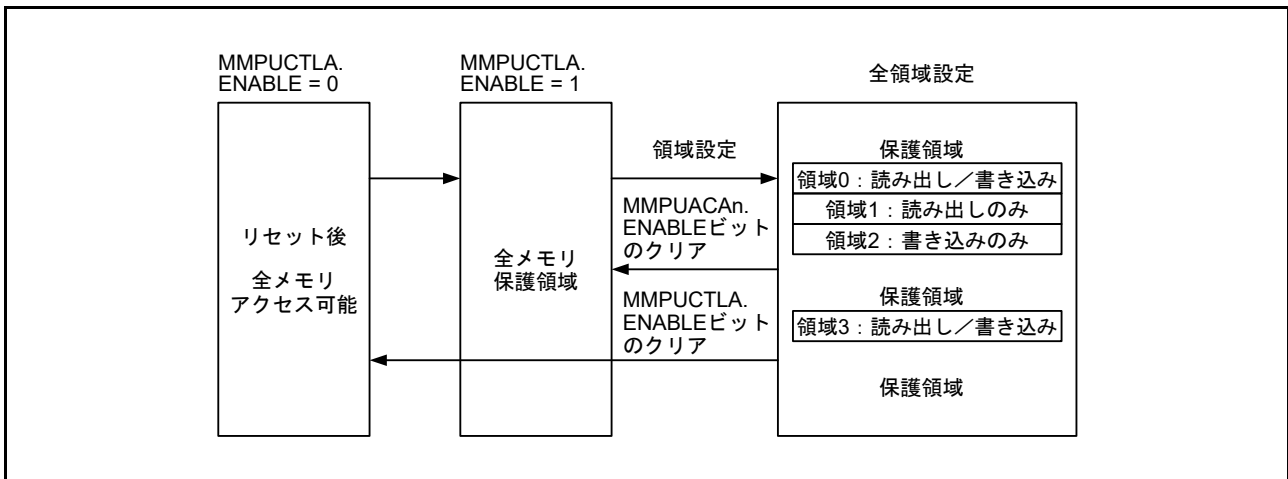 MMPUCTLA.
ENABLE = 0
MMPUCTLA.
ENABLE = 1
全領域設定
リセット後
全メモリ
アクセス可能
全メモリ
保護領域
領域設定
MMPUACAn.
ENABLEビット
のクリア
MMPUCTLA.
ENABLEビット
のクリア
保護領域
領域0：読み出し／書き込み
領域1：読み出しのみ
領域2：書き込みのみ
保護領域
領域3：読み出し／書き込み
保護領域